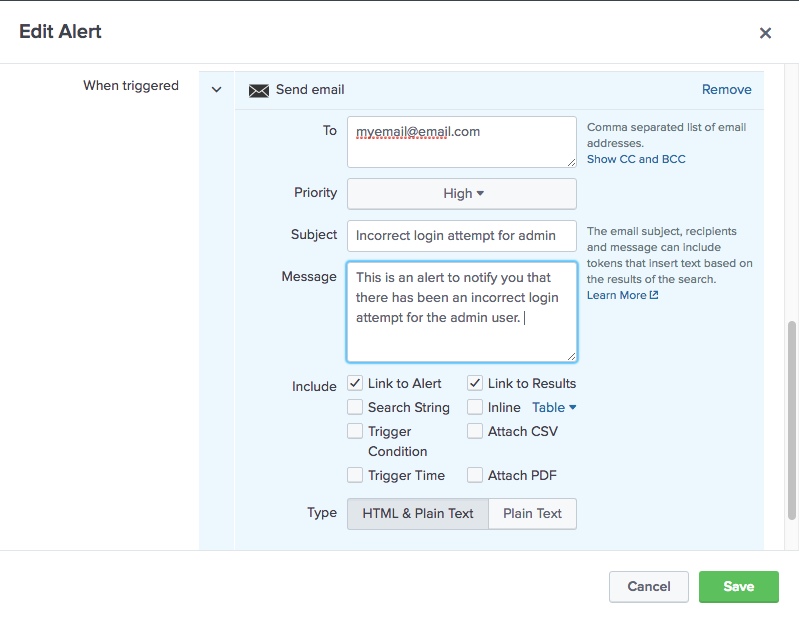 Edit Alert
When triggered
Send email
Remove
To
myemail@email.com
Comma separated list of email
addresses.
Show CC and BCC
Priority
High
Subject
Incorrect login attempt for admin
The email subject, recipients
and message can include
tokens that insert text based on
the results of the search.
Learn More
Message
This is an alert to notify you that
there has been an incorrect login
attempt for the admin user.
Include
Link to Alert
Link to Results
Search String
Inline Table
Trigger
Condition
Attach CSV
Trigger Time
Attach PDF
Type
HTML & Plain Text
Plain Text
Cancel
Save